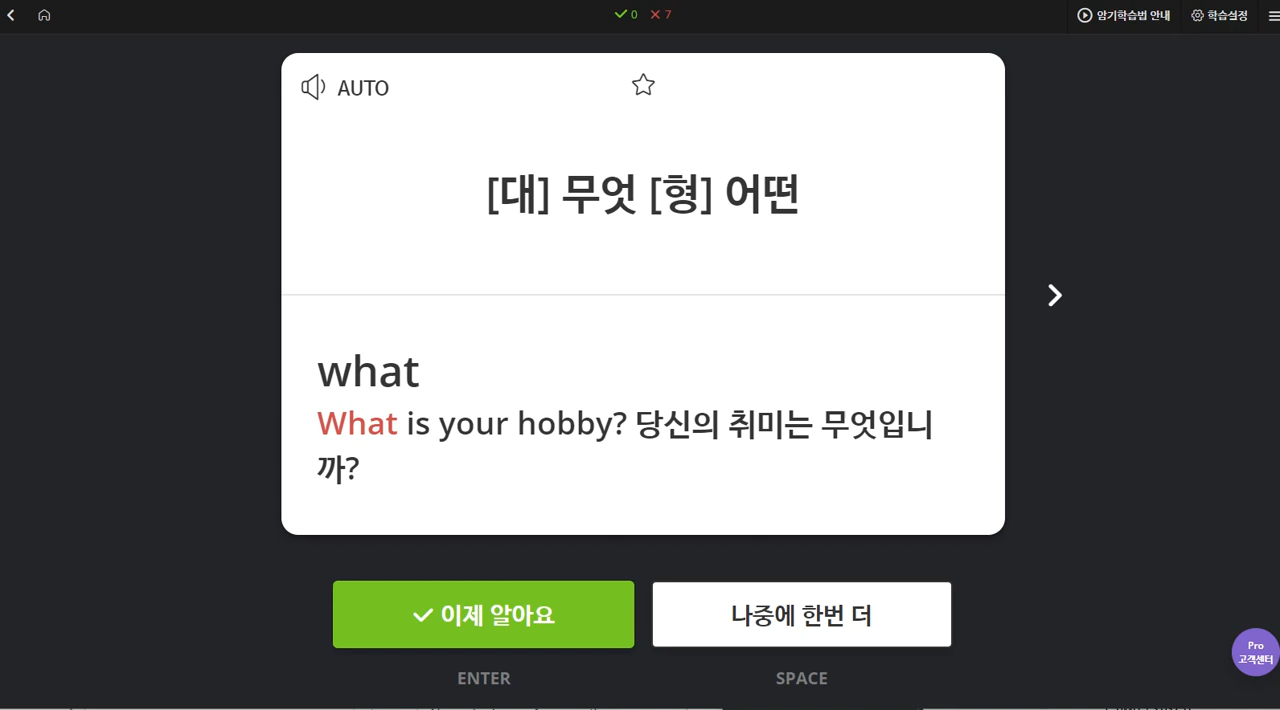 0 7 암기학습법 안내 학습설정
AUTO
[대] 무엇 [형] 어떤
what
What is your hobby? 당신의 취미는 무엇입니
까?
이제 알아요 나중에 한번 더
ENTER SPACE
Pro
고객센터